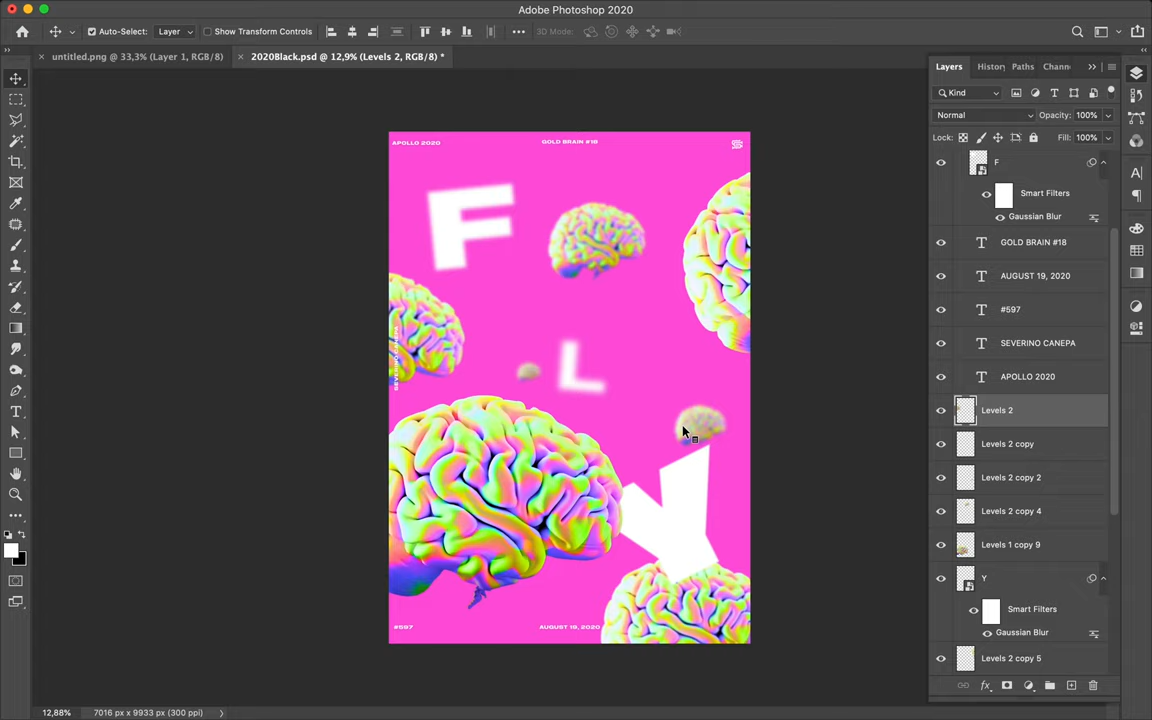 Adobe Photoshop 2020
Auto-Select: Layer Show Transform Controls 3D Mode:
untitled.png @ 33,3% (Layer 1, RGB/8) 2020Black.psd @ 12,9% (Levels 2, RGB/8) *
Layers History Paths Chann
Kind
Normal Opacity: 100%
Lock: Fill: 100%
F
Smart Filters
Gaussian Blur
GOLD BRAIN #18
AUGUST 19, 2020
#597
SEVERINO CANEPA
APOLLO 2020
Levels 2
Levels 2 copy
Levels 2 copy 2
Levels 2 copy 4
Levels 1 copy 9
Y
Smart Filters
Gaussian Blur
Levels 2 copy 5
APOLLO 2020 GOLD BRAIN #18
F
L
Y
SEVERINO CANEPA
#597 AUGUST 19, 2020
12,88% 7016 px x 9933 px (300 ppi)